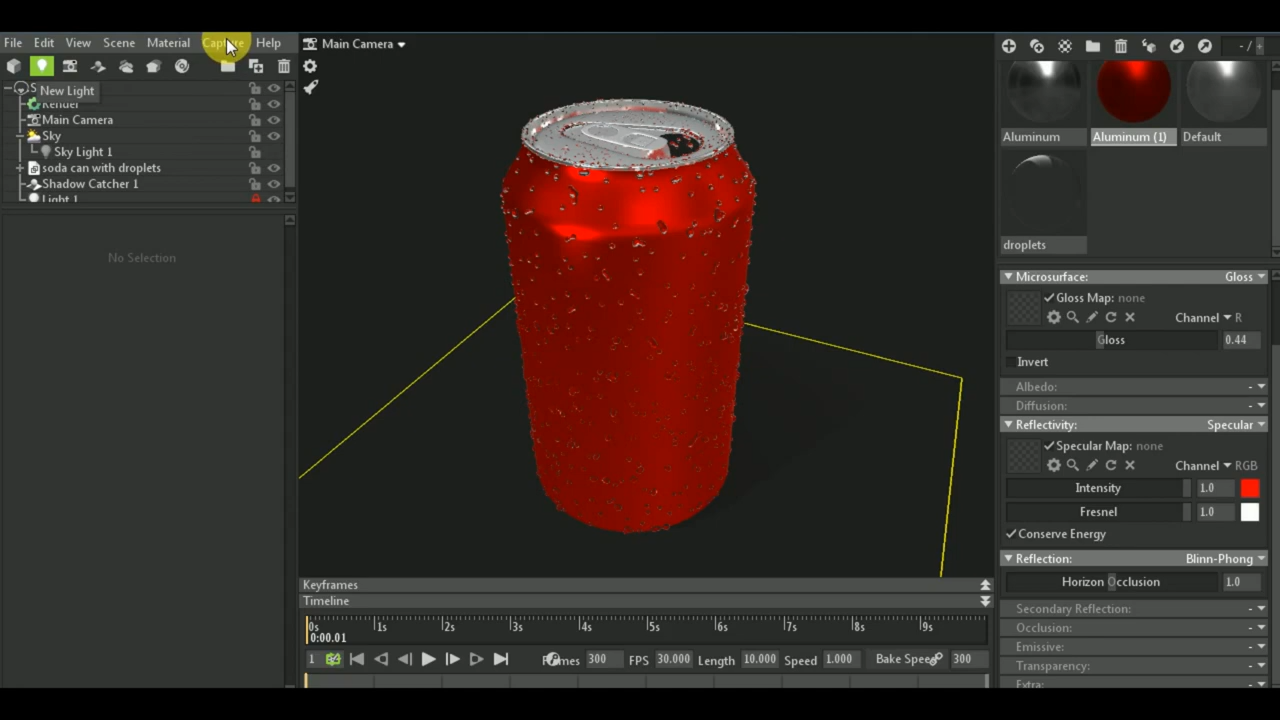 File Edit View Scene Material Capture Help
Main Camera
- /
New Light
Render
Main Camera
Sky
Sky Light 1
soda can with droplets
Shadow Catcher 1
Light 1
No Selection
Aluminum
Aluminum (1)
Default
droplets
Microsurface: Gloss
Gloss Map: none
Channel R
Gloss 0.44
Invert
Albedo: -
Diffusion: -
Reflectivity: Specular
Specular Map: none
Channel RGB
Intensity 1.0
Fresnel 1.0
Conserve Energy
Reflection: Blinn-Phong
Horizon Occlusion 1.0
Secondary Reflection: -
Occlusion: -
Emissive: -
Transparency: -
Extra: -
Keyframes
Timeline
0s 1s 2s 3s 4s 5s 6s 7s 8s 9s
0:00.01
1 Frames 300 FPS 30.000 Length 10.000 Speed 1.000 Bake Speed 300